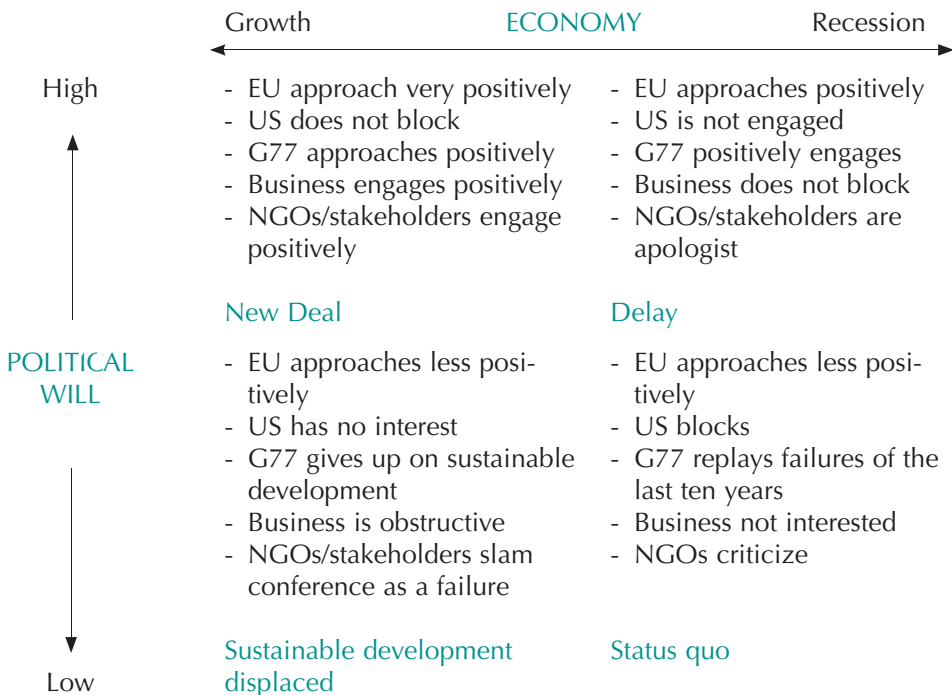 Growth ECONOMY Recession
High
- EU approach very positively
- US does not block
- G77 approaches positively
- Business engages positively
- NGOs/stakeholders engage
positively
New Deal
- EU approaches positively
- US is not engaged
- G77 positively engages
- Business does not block
- NGOs/stakeholders are
apologist
Delay
POLITICAL
WILL
- EU approaches less posi-
tively
- US has no interest
- G77 gives up on sustainable
development
- Business is obstructive
- NGOs/stakeholders slam
conference as a failure
Sustainable development
displaced
- EU approaches less posi-
tively
- US blocks
- G77 replays failures of the
last ten years
- Business not interested
- NGOs criticize
Status quo
Low